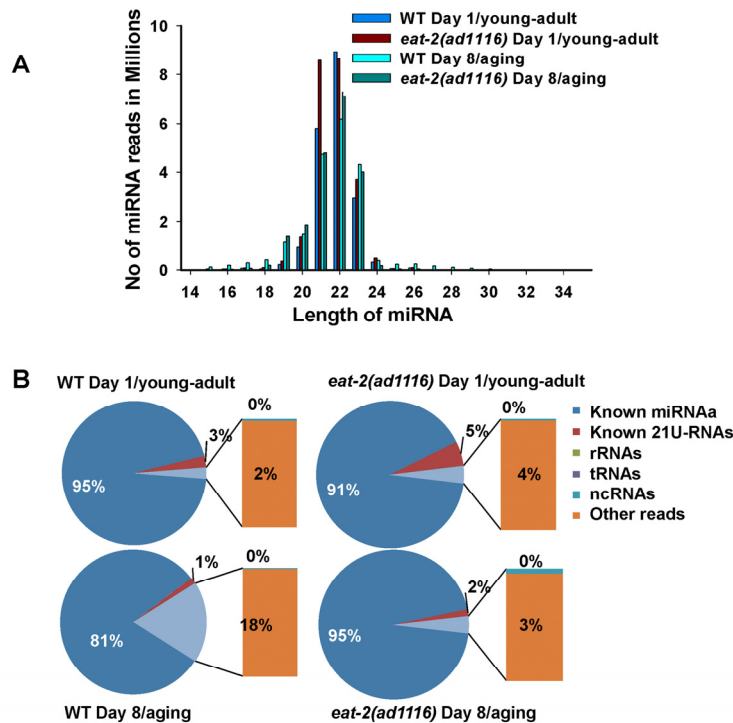 A
WT Day 1/young-adult
eat-2(ad1116) Day 1/young-adult
WT Day 8/aging
eat-2(ad1116) Day 8/aging
No of miRNA reads in Millions
10
8
6
4
2
0
14 16 18 20 22 24 26 28 30 32 34
Length of miRNA
B
WT Day 1/young-adult
0%
3%
95%
2%
eat-2(ad1116) Day 1/young-adult
0%
5%
91%
4%
Known miRNAa
Known 21U-RNAs
rRNAs
tRNAs
ncRNAs
Other reads
1%
0%
81%
18%
WT Day 8/aging
2%
0%
95%
3%
eat-2(ad1116) Day 8/aging